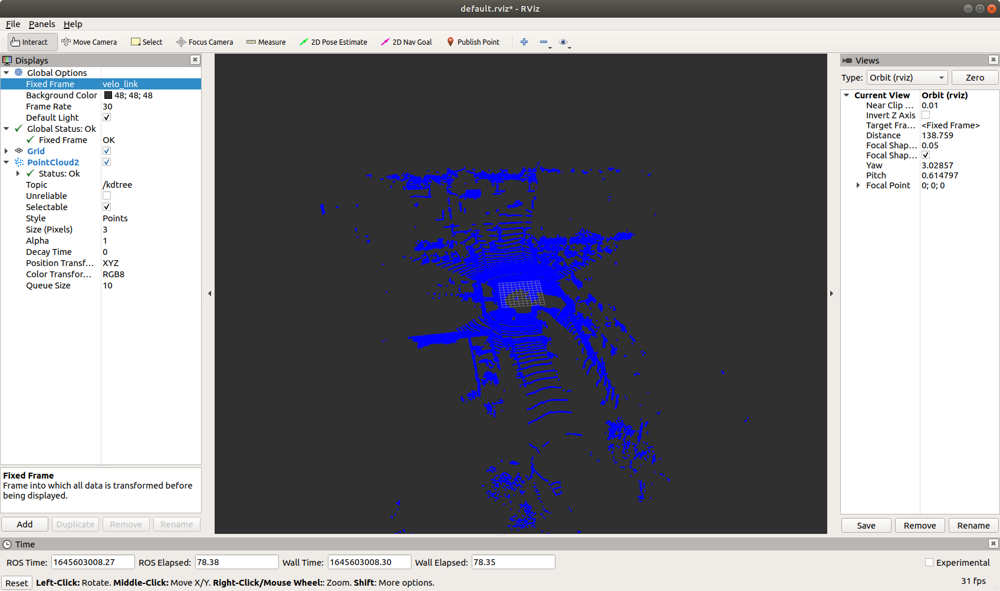 default.rviz* - RViz
File Panels Help
Interact Move Camera Select Focus Camera Measure 2D Pose Estimate 2D Nav Goal Publish Point
Displays
Global Options
Fixed Frame velo_link
Background Color 48; 48; 48
Frame Rate 30
Default Light
Global Status: Ok
Fixed Frame OK
Grid
PointCloud2
Status: Ok
Topic /kdtree
Unreliable
Selectable
Style Points
Size (Pixels) 3
Alpha 1
Decay Time 0
Position Transf... XYZ
Color Transfor... RGB8
Queue Size 10
Fixed Frame
Frame into which all data is transformed before
being displayed.
Add Duplicate Remove Rename
Views
Type: Orbit (rviz) Zero
Current View Orbit (rviz)
Near Clip ... 0.01
Invert Z Axis
Target Fra... <Fixed Frame>
Distance 138.759
Focal Shap... 0.05
Focal Shap...
Yaw 3.02857
Pitch 0.614797
Focal Point 0; 0; 0
Save Remove Rename
Time
ROS Time: 1645603008.27 ROS Elapsed: 78.38 Wall Time: 1645603008.30 Wall Elapsed: 78.35 Experimental
Reset Left-Click: Rotate. Middle-Click: Move X/Y. Right-Click/Mouse Wheel:: Zoom. Shift: More options. 31 fps